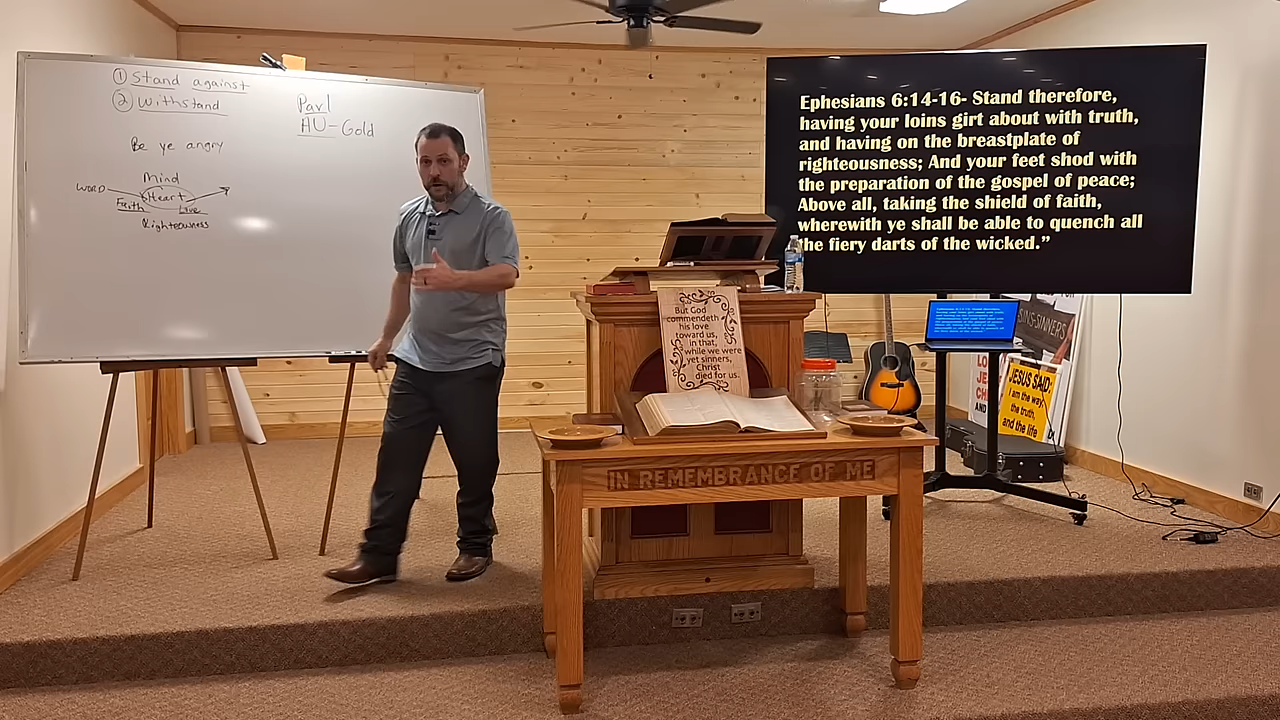 ① Stand against
② Withstand
Be ye angry
Mind
WORD
Heart
Faith
Live
Righteousness
Paul
AU-Gold
Ephesians 6:14-16- Stand therefore,
having your loins girt about with truth,
and having on the breastplate of
righteousness; And your feet shod with
the preparation of the gospel of peace;
Above all, taking the shield of faith,
wherewith ye shall be able to quench all
the fiery darts of the wicked.”
But God
commendeth
his love
toward us,
in that,
while we were
yet sinners,
Christ
died for us.
IN REMEMBRANCE OF ME
JESUS SAID:
I am the way,
the truth,
and the life